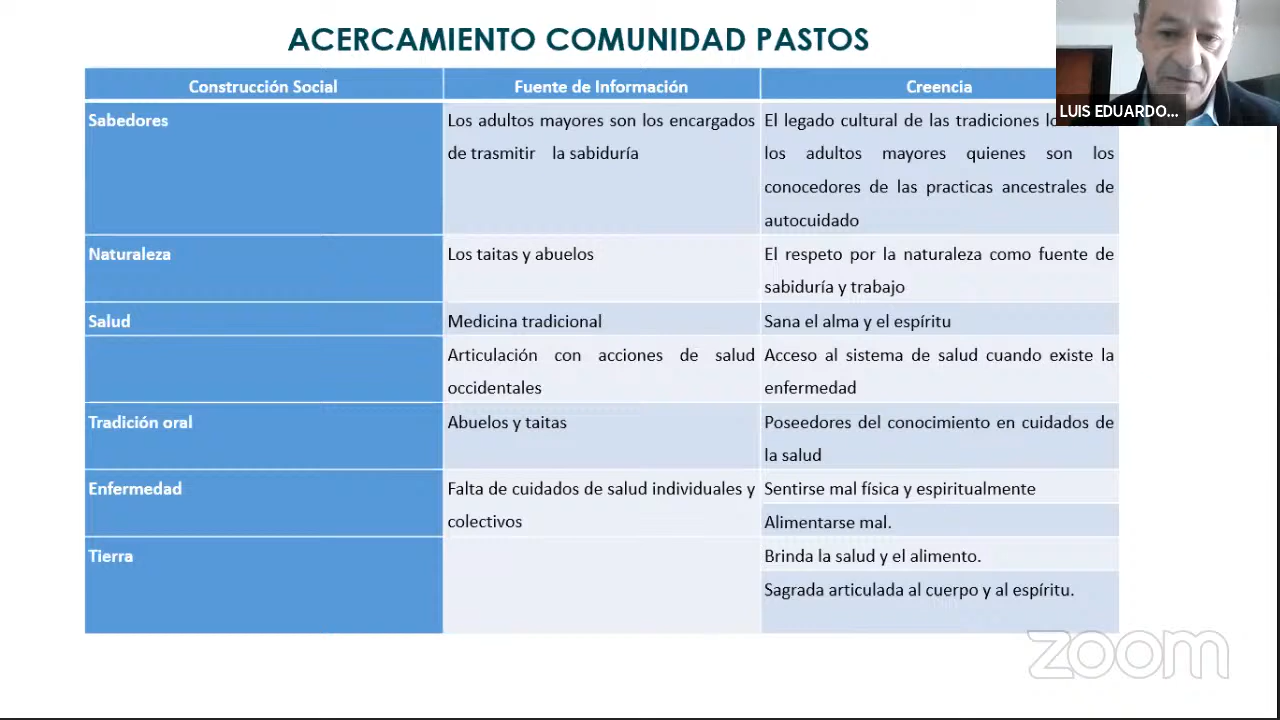 ACERCAMIENTO COMUNIDAD PASTOS
Construcción Social
Fuente de Información
Creencia
LUIS EDUARDO...
Sabedores
Los adultos mayores son los encargados
de trasmitir la sabiduría
El legado cultural de las tradiciones
los adultos mayores quienes son los
conocedores de las practicas ancestrales de
autocuidado
Naturaleza
Los taitas y abuelos
El respeto por la naturaleza como fuente de
sabiduría y trabajo
Salud
Medicina tradicional
Sana el alma y el espíritu
Articulación con acciones de salud
occidentales
Acceso al sistema de salud cuando existe la
enfermedad
Tradición oral
Abuelos y taitas
Poseedores del conocimiento en cuidados de
la salud
Enfermedad
Falta de cuidados de salud individuales y
colectivos
Sentirse mal física y espiritualmente
Alimentarse mal.
Tierra
Brinda la salud y el alimento.
Sagrada articulada al cuerpo y al espíritu.
zoom